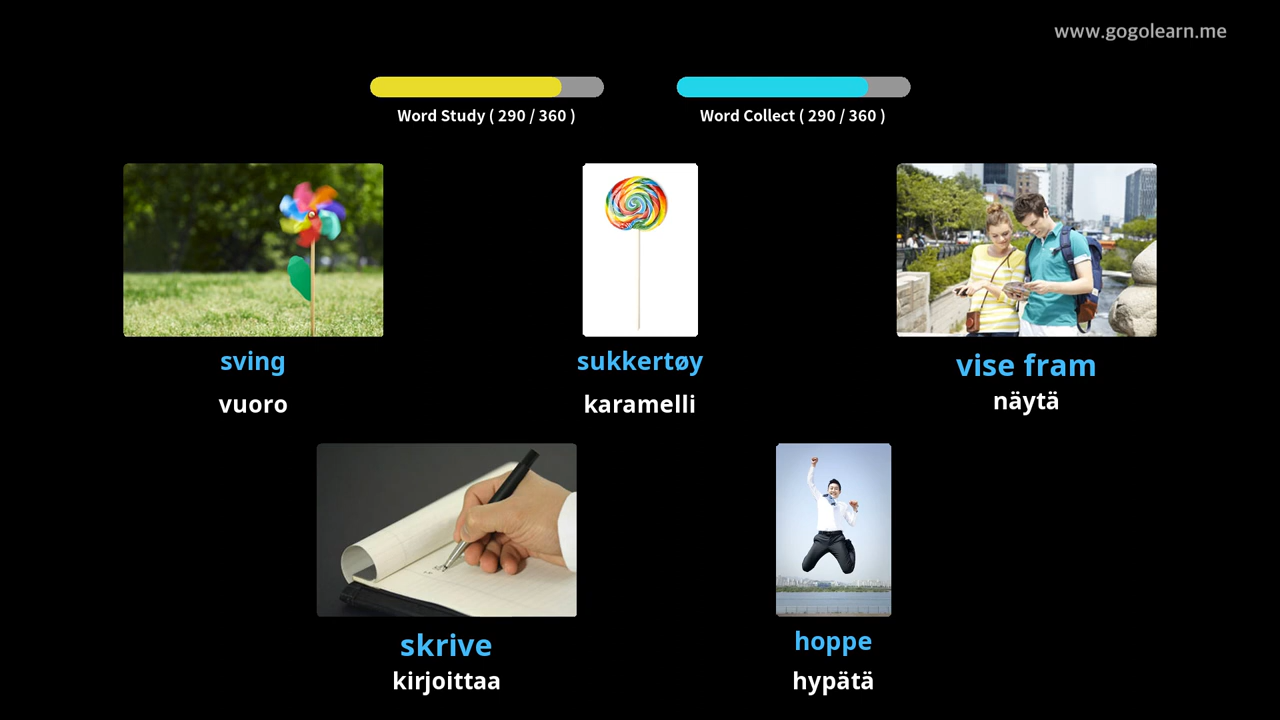 www.gogolearn.me
Word Study ( 290 / 360 )
Word Collect ( 290 / 360 )
sving
vuoro
sukkertøy
karamelli
vise fram
näytä
skrive
kirjoittaa
hoppe
hypätä